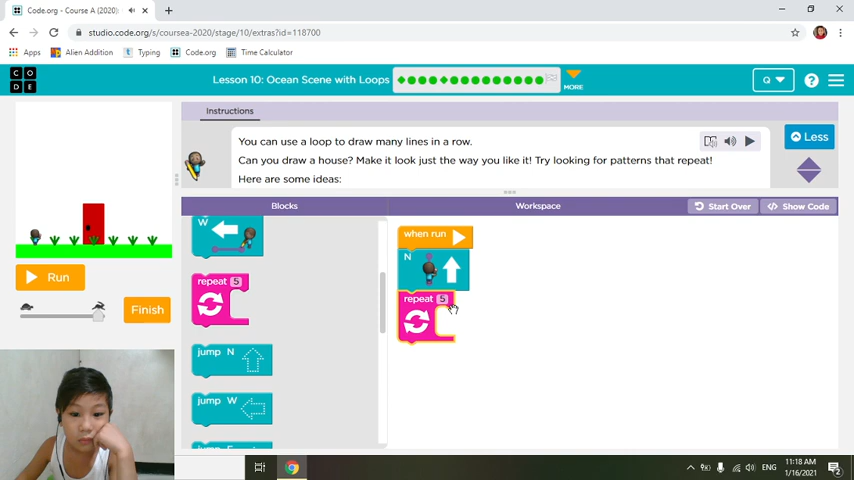 Code.org - Course A (2020):
studio.code.org/s/coursea-2020/stage/10/extras?id=118700
Apps Alien Addition Typing Code.org Time Calculator
CO
DE
Lesson 10: Ocean Scene with Loops
MORE
Q
?
Instructions
You can use a loop to draw many lines in a row.
Can you draw a house? Make it look just the way you like it! Try looking for patterns that repeat!
Here are some ideas:
Less
Blocks
Workspace
Start Over
Show Code
W
repeat 5
jump N
jump W
when run
N
repeat 5
Run
Finish
ENG
11:18 AM
1/16/2021
2